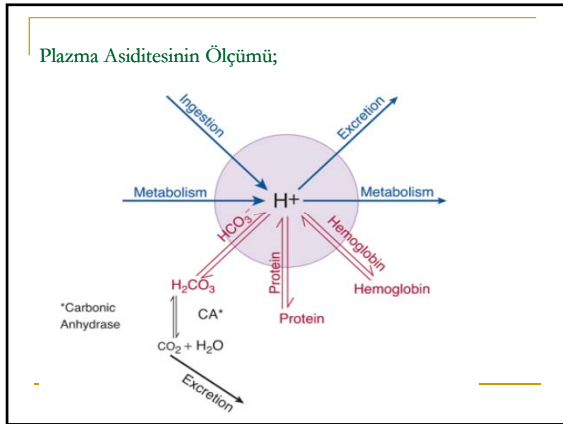 Plazma Asiditesinin Ölçümü;
Ingestion
Excretion
Metabolism
H+
Metabolism
HCO₃⁻
Protein
Hemoglobin
H₂CO₃
Hemoglobin
Protein
*Carbonic
Anhydrase
CA*
CO₂ + H₂O
Excretion